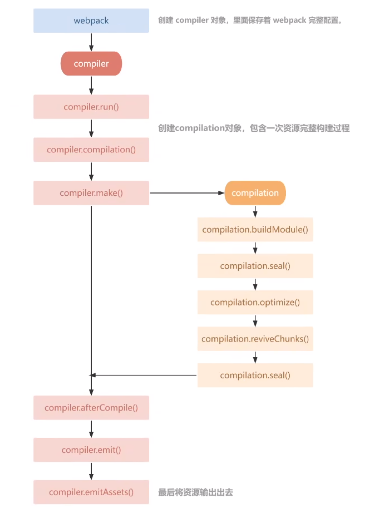 webpack
创建 compiler 对象，里面保存着 webpack 完整配置。
compiler
compiler.run()
创建compilation对象，包含一次资源完整构建过程
compiler.compilation()
compiler.make()
compilation
compilation.buildModule()
compilation.seal()
compilation.optimize()
compilation.reviveChunks()
compilation.seal()
compiler.afterCompile()
compiler.emit()
compiler.emitAssets()
最后将资源输出出去